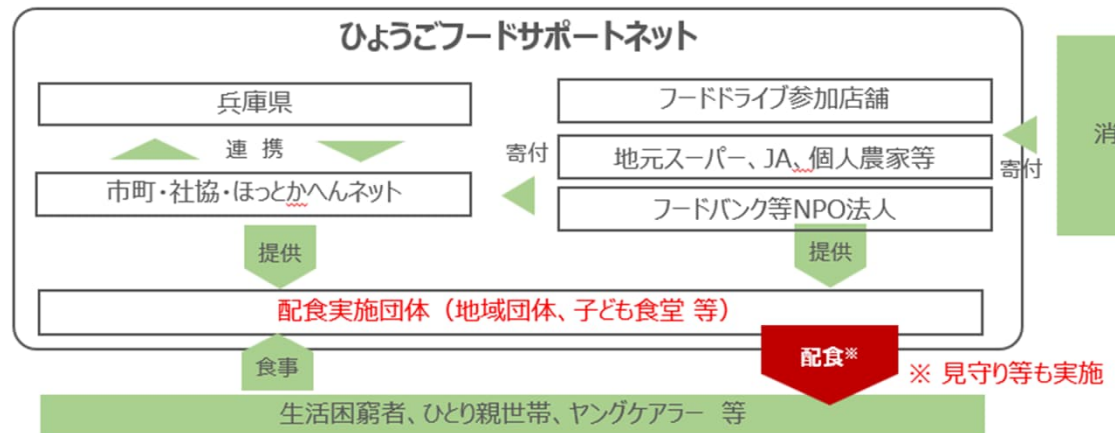 ひょうごフードサポートネット
兵庫県
連 携
市町・社協・ほっとかへんネット
フードドライブ参加店舗
地元スーパー、JA、個人農家等
フードバンク等NPO法人
寄付
寄付
消
提供
提供
配食実施団体（地域団体、子ども食堂 等）
食事
配食※
※ 見守り等も実施
生活困窮者、ひとり親世帯、ヤングケアラー 等